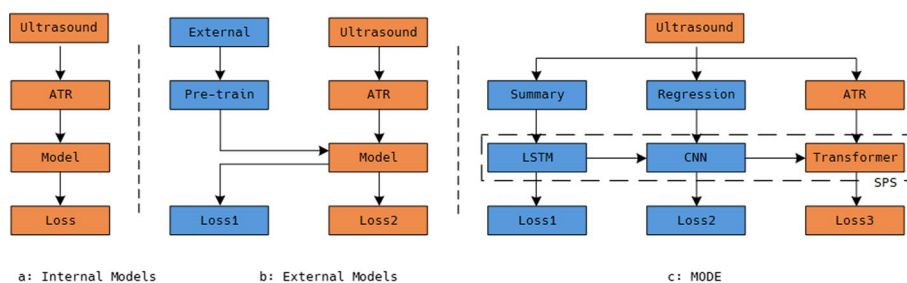 Ultrasound
External
Ultrasound
Ultrasound
ATR
Pre-train
ATR
Summary
Regression
ATR
Model
Model
LSTM
CNN
Transformer
SPS
Loss
Loss1
Loss2
Loss1
Loss2
Loss3
a: Internal Models
b: External Models
c: MODE